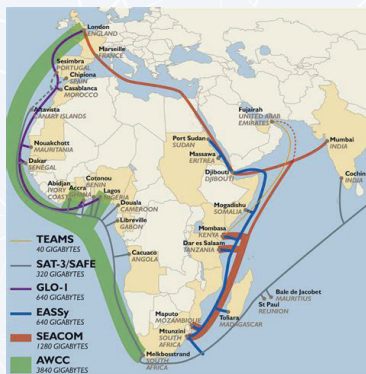 London
ENGLAND
Marseille
FRANCE
Sesimbra
PORTUGAL
Chipiona
SPAIN
Casablanca
MOROCCO
Altavista
CANARY ISLANDS
Nouakchott
MAURITANIA
Dakar
SENEGAL
Abidjan
IVORY
COAST
Accra
Cotonou
BENIN
Lagos
NIGERIA
Douala
CAMEROON
Libreville
GABON
Cacuaco
ANGOLA
Port Sudan
SUDAN
Massawa
ERITREA
Djibouti
DJIBOUTI
Fujairah
UNITED ARAB
EMIRATES
Mumbai
INDIA
Cochin
INDIA
Mogadishu
SOMALIA
Mombasa
KENYA
Dar es Salaam
TANZANIA
Bale de Jacobet
MAURITIUS
St Paul
REUNION
Toliara
MADAGASCAR
Maputo
MOZAMBIQUE
Mtunzini
SOUTH
AFRICA
Melkbosstrand
SOUTH AFRICA
TEAMS
40 GIGABYTES
SAT-3/SAFE
320 GIGABYTES
GLO-1
640 GIGABYTES
EASSy
640 GIGABYTES
SEACOM
1280 GIGABYTES
AWCC
3840 GIGABYTES